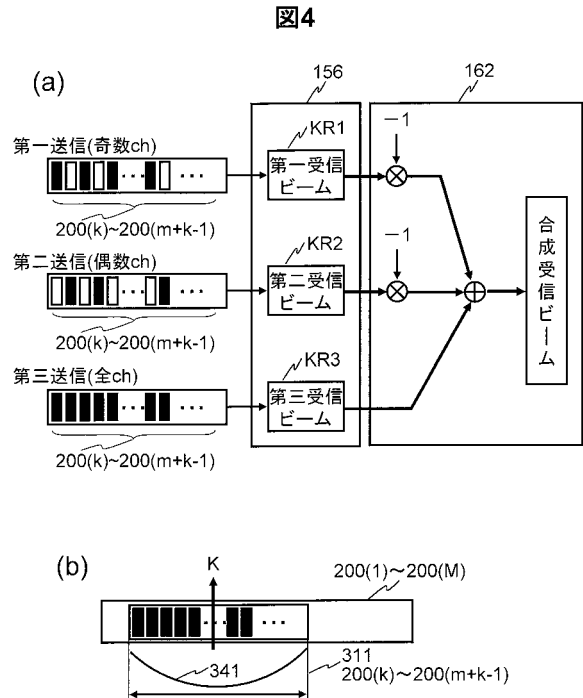 図4
(a)
156
162
第一送信(奇数ch)
200(k)~200(m+k-1)
KR1
第一受信
ビーム
－1
第二送信(偶数ch)
200(k)~200(m+k-1)
KR2
第二受信
ビーム
－1
合成受信ビーム
第三送信(全ch)
200(k)~200(m+k-1)
KR3
第三受信
ビーム
(b)
K
200(1)～200(M)
341
311
200(k)~200(m+k-1)